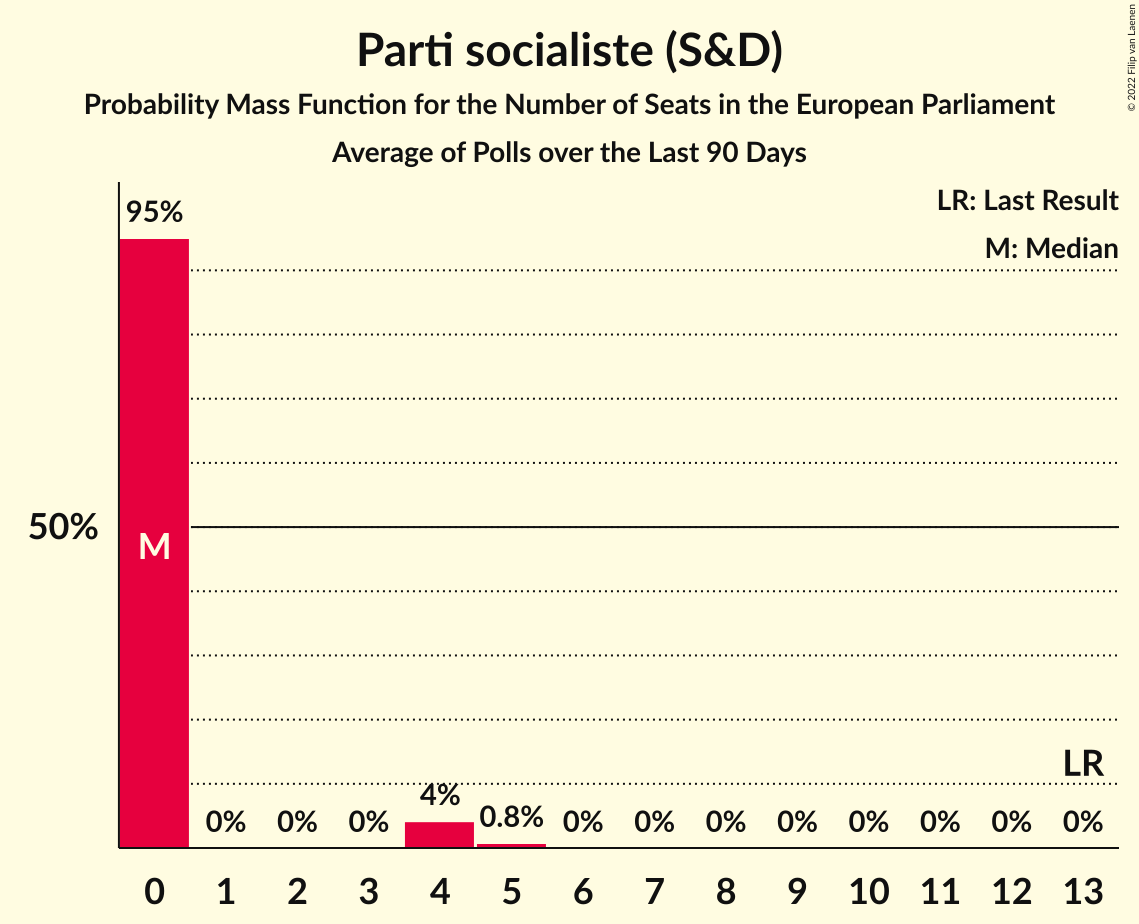 Parti socialiste (S&D)
Probability Mass Function for the Number of Seats in the European Parliament
Average of Polls over the Last 90 Days
© 2022 Filip van Laenen
LR: Last Result
M: Median
95%
50%
M
LR
0% 0% 0% 4% 0.8% 0% 0% 0% 0% 0% 0% 0% 0%
0 1 2 3 4 5 6 7 8 9 10 11 12 13